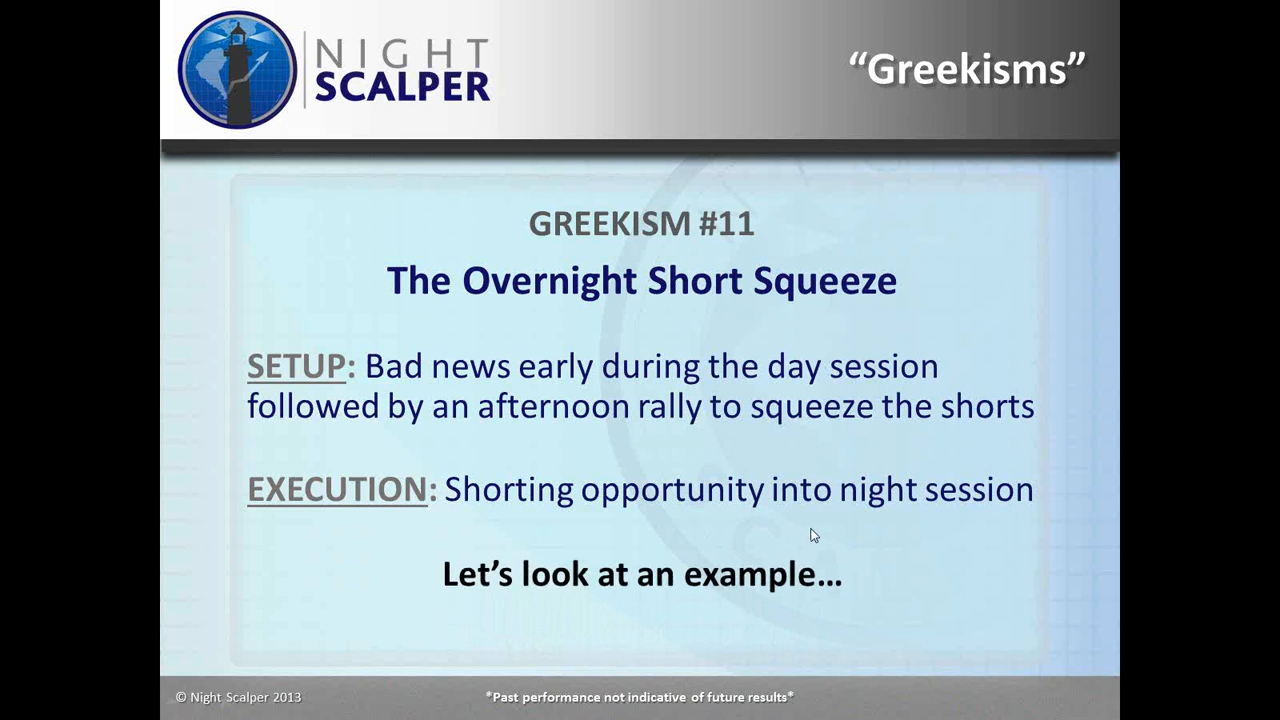 NIGHT
SCALPER
“Greekisms”
GREEKISM #11
The Overnight Short Squeeze
SETUP: Bad news early during the day session
followed by an afternoon rally to squeeze the shorts
EXECUTION: Shorting opportunity into night session
Let’s look at an example…
© Night Scalper 2013
*Past performance not indicative of future results*